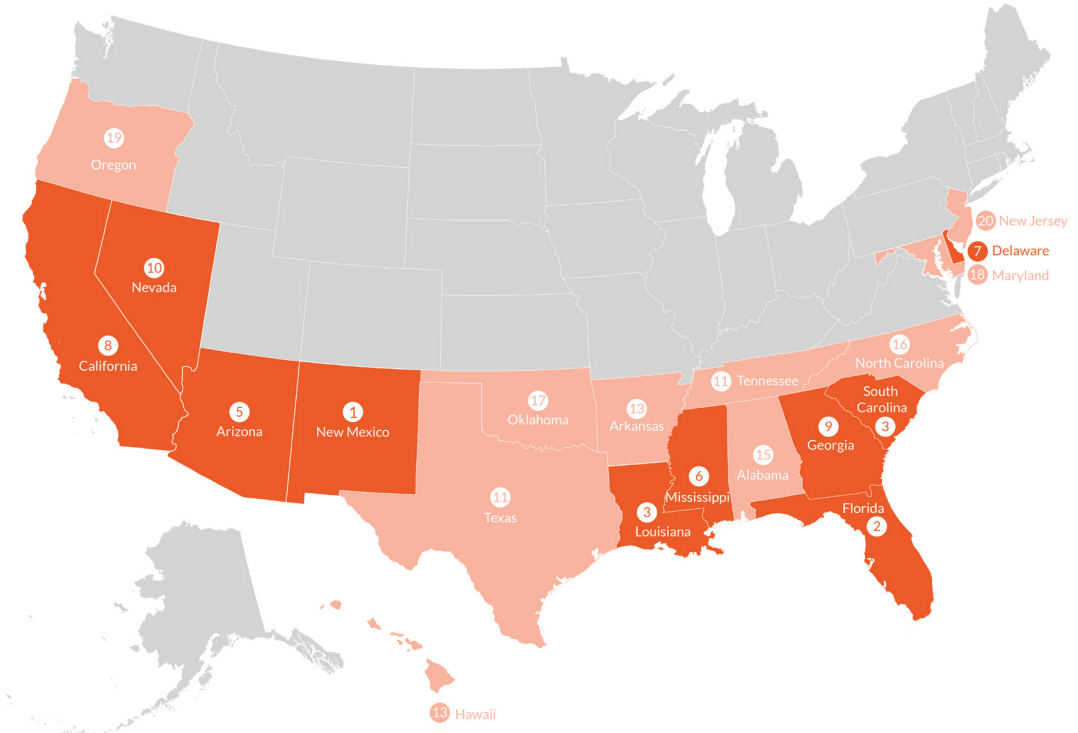 19
Oregon
20 New Jersey
7 Delaware
18 Maryland
10
Nevada
8
California
16
North Carolina
11 Tennessee
South
Carolina
3
5
Arizona
1
New Mexico
17
Oklahoma
13
Arkansas
9
Georgia
15
Alabama
6
Mississippi
11
Texas
3
Louisiana
Florida
2
13 Hawaii